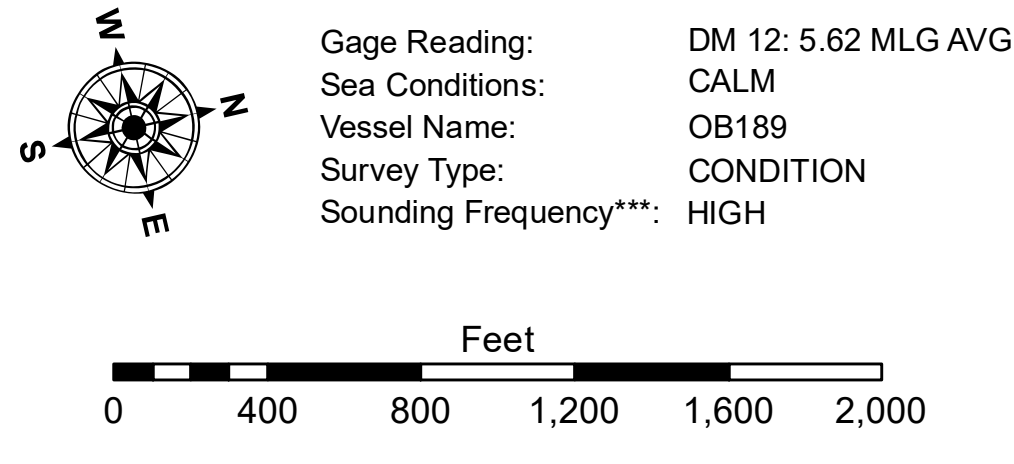 W
N
S
E
Gage Reading: DM 12: 5.62 MLG AVG
Sea Conditions: CALM
Vessel Name: OB189
Survey Type: CONDITION
Sounding Frequency***: HIGH
Feet
0 400 800 1,200 1,600 2,000